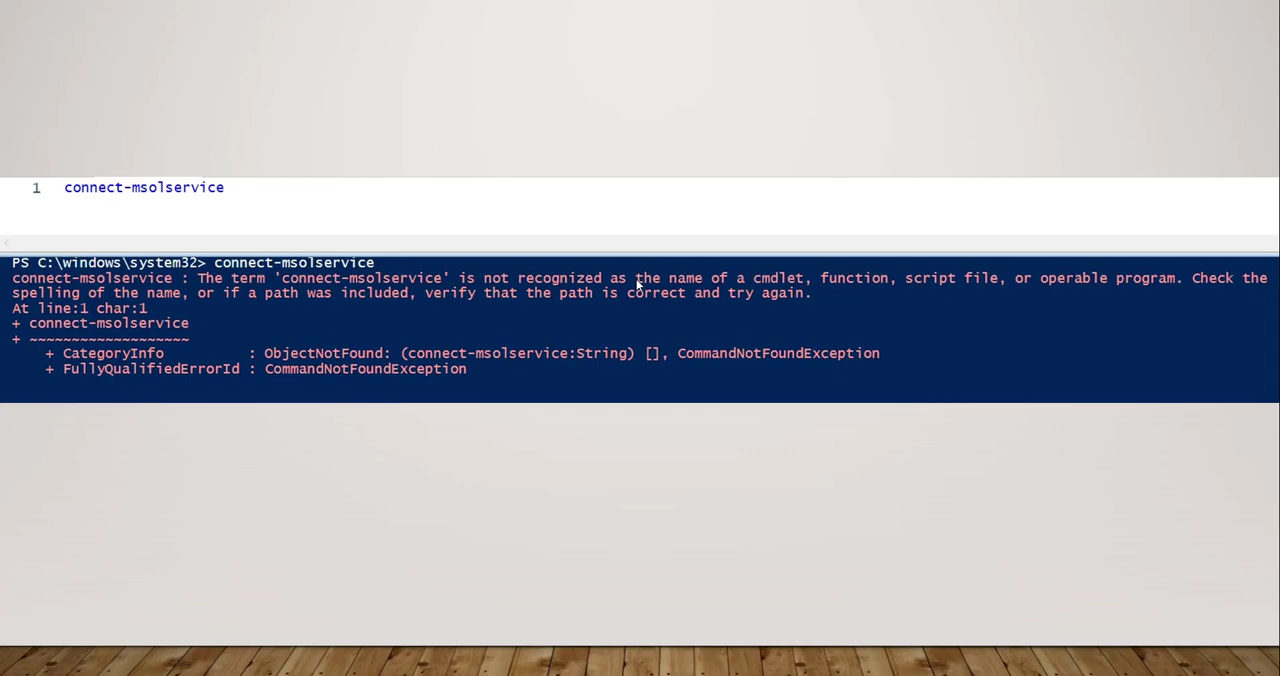 1 connect-msolservice
PS C:\windows\system32> connect-msolservice
connect-msolservice : The term 'connect-msolservice' is not recognized as the name of a cmdlet, function, script file, or operable program. Check the
spelling of the name, or if a path was included, verify that the path is correct and try again.
At line:1 char:1
+ connect-msolservice
+ ~~~~~~~~~~~~~~~~~~~
    + CategoryInfo          : ObjectNotFound: (connect-msolservice:String) [], CommandNotFoundException
    + FullyQualifiedErrorId : CommandNotFoundException